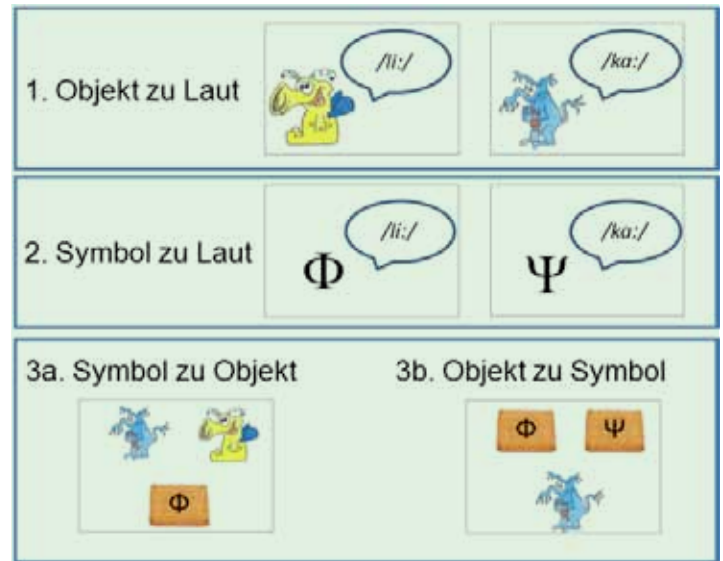 1. Objekt zu Laut
/li:/
/ka:/
2. Symbol zu Laut
/li:/
/ka:/
Φ
Ψ
3a. Symbol zu Objekt
Φ
3b. Objekt zu Symbol
Φ Ψ